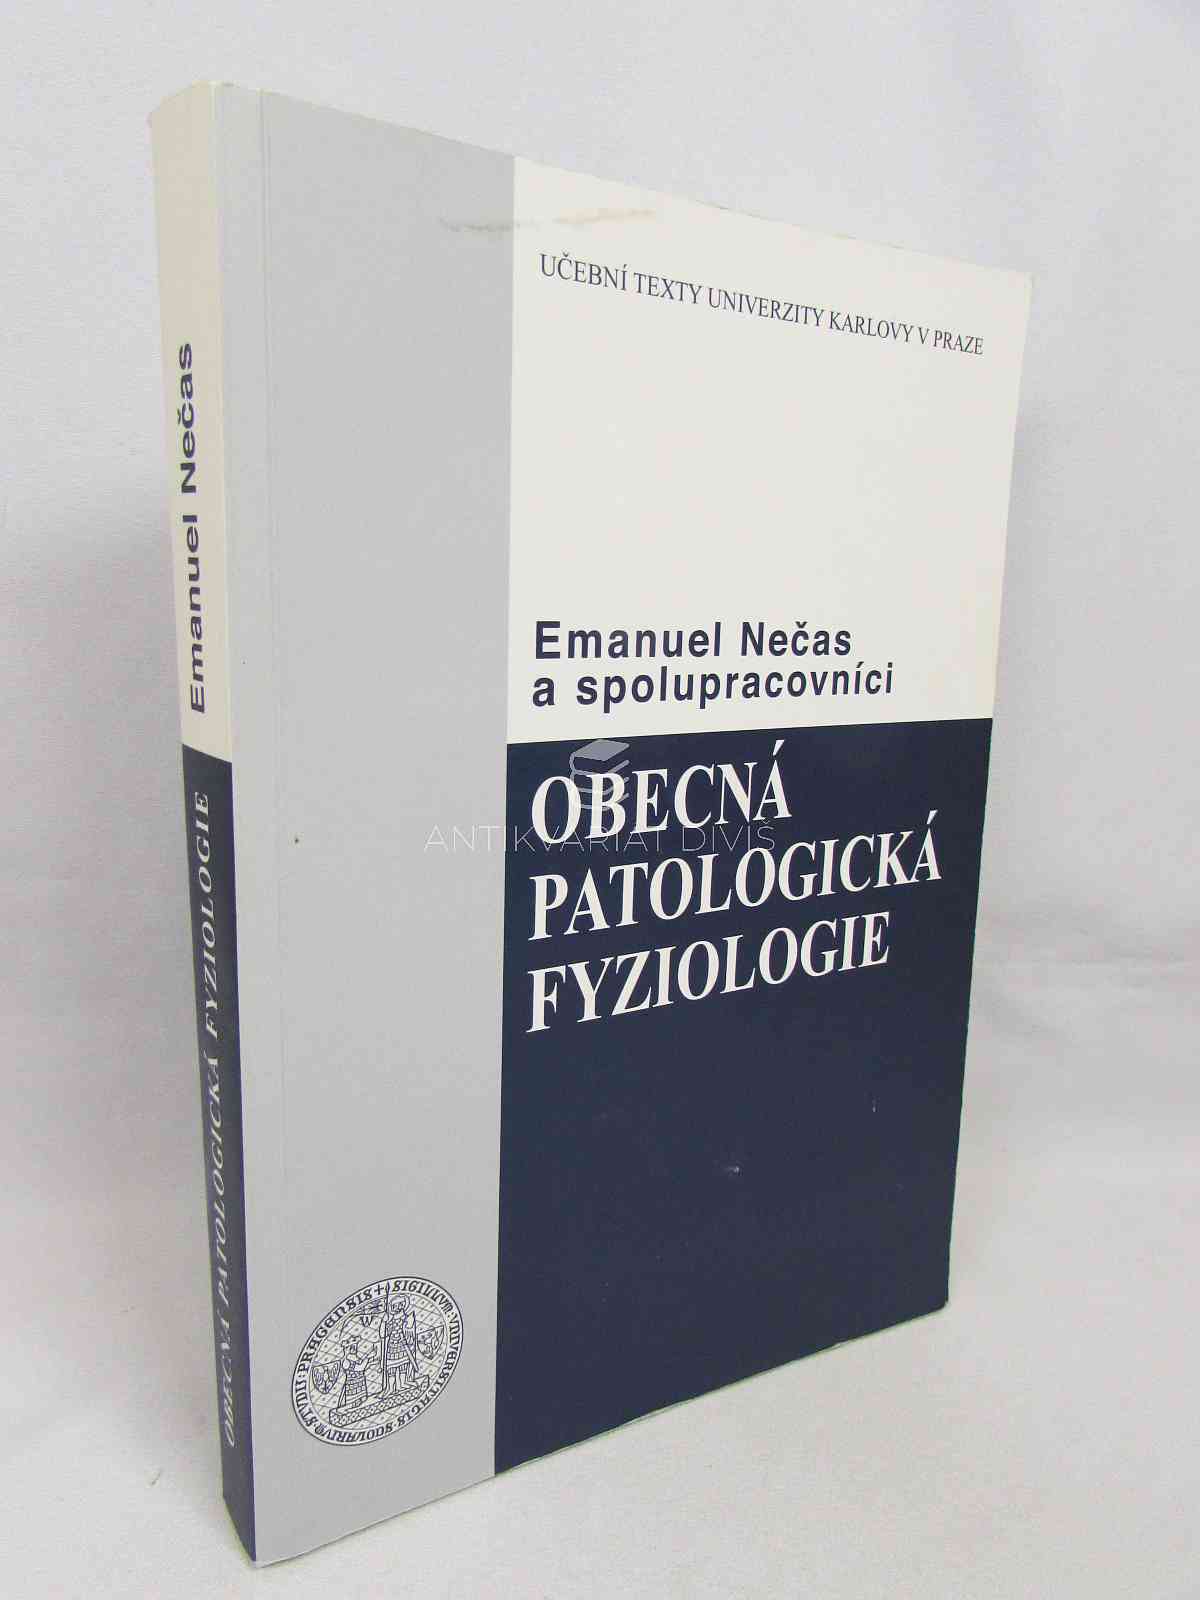 UČEBNÍ TEXTY UNIVERZITY KARLOVY V PRAZE
Emanuel Nečas
a spolupracovníci
OBECNÁ
PATOLOGICKÁ
FYZIOLOGIE
ANTIKVARIÁT DIVIŠ
Emanuel Nečas
OBECNÁ PATOLOGICKÁ FYZIOLOGIE